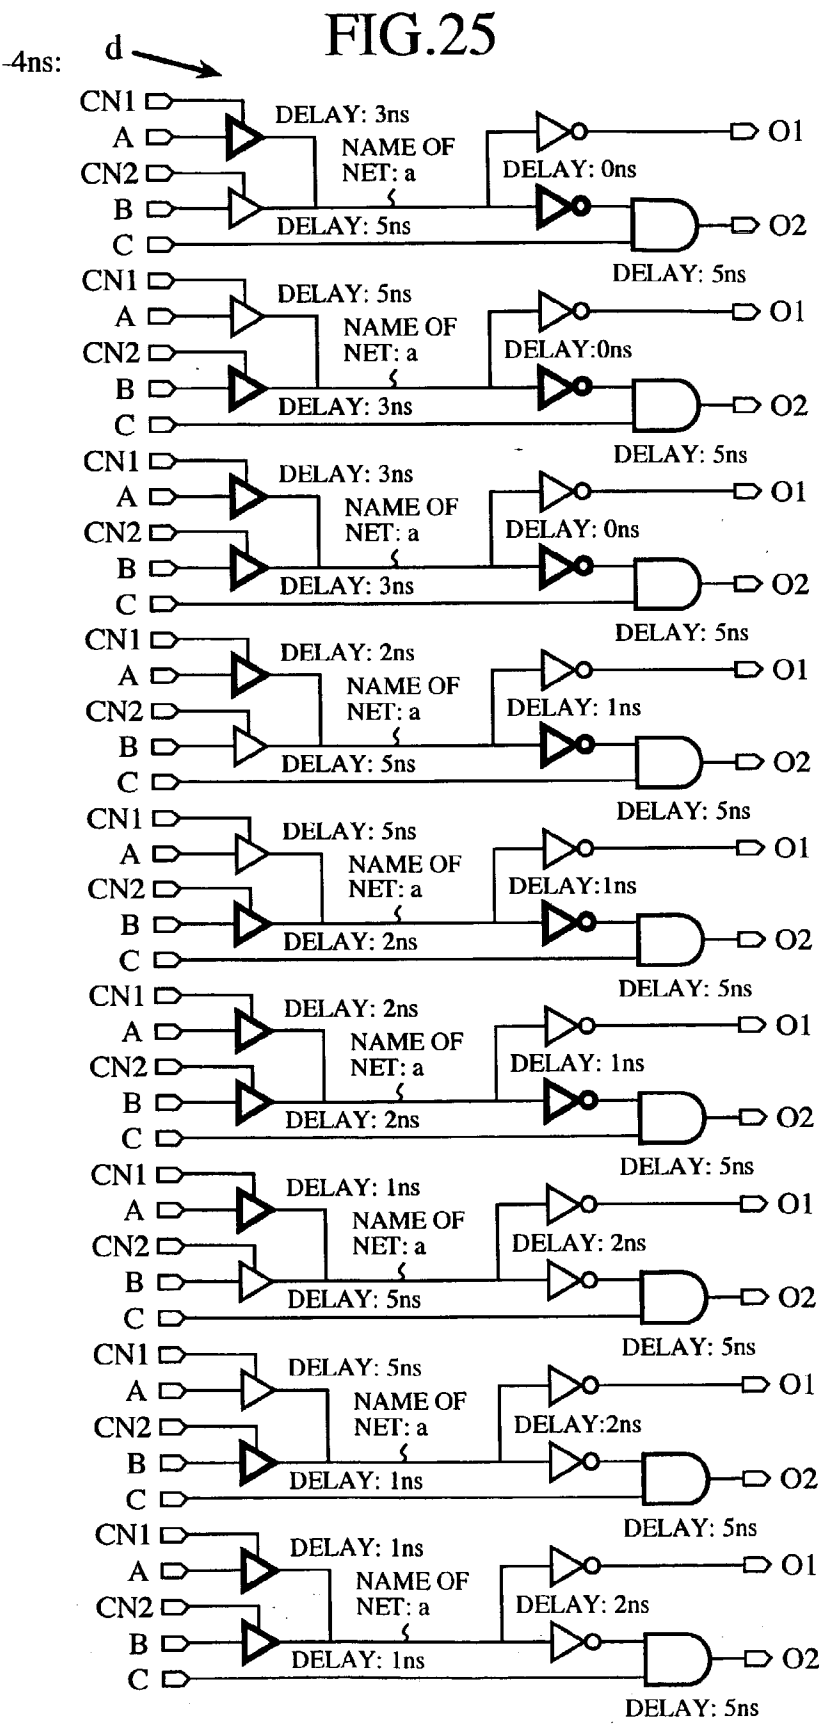 FIG.25
-4ns: d
CN1 DELAY: 3ns
A NAME OF O1
CN2 NET: a DELAY: 0ns
B DELAY: 5ns O2
C DELAY: 5ns
CN1 DELAY: 5ns
A NAME OF O1
CN2 NET: a DELAY:0ns
B DELAY: 3ns O2
C DELAY: 5ns
CN1 DELAY: 3ns
A NAME OF O1
CN2 NET: a DELAY: 0ns
B DELAY: 3ns O2
C DELAY: 5ns
CN1 DELAY: 2ns
A NAME OF O1
CN2 NET: a DELAY: 1ns
B DELAY: 5ns O2
C DELAY: 5ns
CN1 DELAY: 5ns
A NAME OF O1
CN2 NET: a DELAY:1ns
B DELAY: 2ns O2
C DELAY: 5ns
CN1 DELAY: 2ns
A NAME OF O1
CN2 NET: a DELAY: 1ns
B DELAY: 2ns O2
C DELAY: 5ns
CN1 DELAY: 1ns
A NAME OF O1
CN2 NET: a DELAY: 2ns
B DELAY: 5ns O2
C DELAY: 5ns
CN1 DELAY: 5ns
A NAME OF O1
CN2 NET: a DELAY:2ns
B DELAY: 1ns O2
C DELAY: 5ns
CN1 DELAY: 1ns
A NAME OF O1
CN2 NET: a DELAY: 2ns
B DELAY: 1ns O2
C DELAY: 5ns